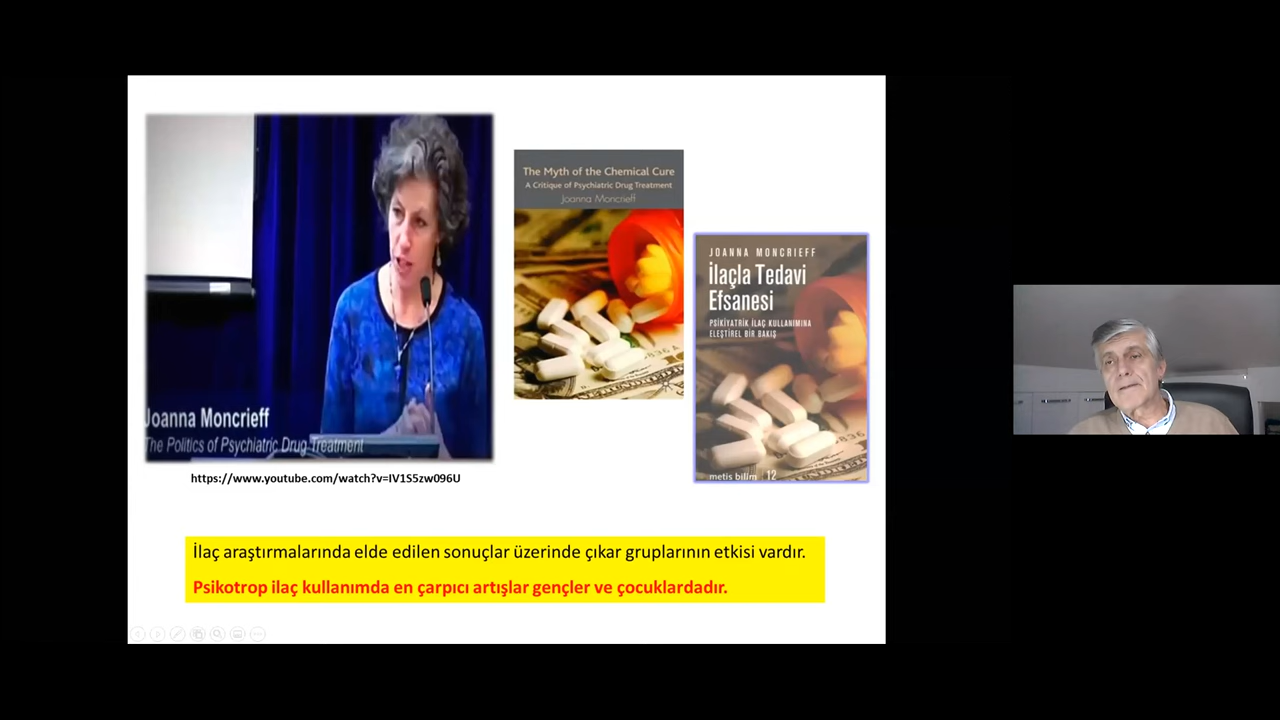 Joanna Moncrieff
The Politics of Psychiatric Drug Treatment
https://www.youtube.com/watch?v=IV1S5zw096U
The Myth of the Chemical Cure
A Critique of Psychiatric Drug Treatment
Joanna Moncrieff
JOANNA MONCRIEFF
İlaçla Tedavi
Efsanesi
PSİKİYATRİK İLAÇ KULLANIMINA
ELEŞTİREL BİR BAKIŞ
metis bilim | 12
İlaç araştırmalarında elde edilen sonuçlar üzerinde çıkar gruplarının etkisi vardır.
Psikotrop ilaç kullanımda en çarpıcı artışlar gençler ve çocuklardadır.